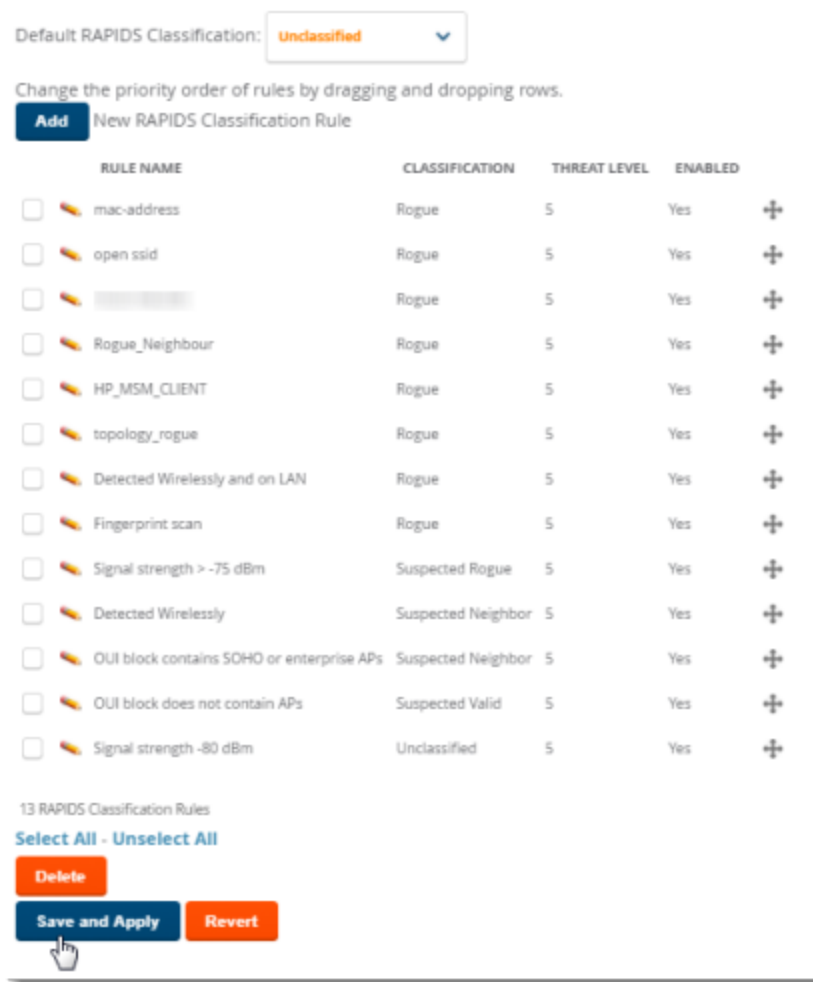 Default RAPIDS Classification: Unclassified
Change the priority order of rules by dragging and dropping rows.
Add New RAPIDS Classification Rule
RULE NAME CLASSIFICATION THREAT LEVEL ENABLED
mac-address Rogue 5 Yes
open ssid Rogue 5 Yes
Rogue 5 Yes
Rogue_Neighbour Rogue 5 Yes
HP_MSM_CLIENT Rogue 5 Yes
topology_rogue Rogue 5 Yes
Detected Wirelessly and on LAN Rogue 5 Yes
Fingerprint scan Rogue 5 Yes
Signal strength > -75 dBm Suspected Rogue 5 Yes
Detected Wirelessly Suspected Neighbor 5 Yes
OUI block contains SOHO or enterprise APs Suspected Neighbor 5 Yes
OUI block does not contain APs Suspected Valid 5 Yes
Signal strength -80 dBm Unclassified 5 Yes
13 RAPIDS Classification Rules
Select All - Unselect All
Delete
Save and Apply Revert